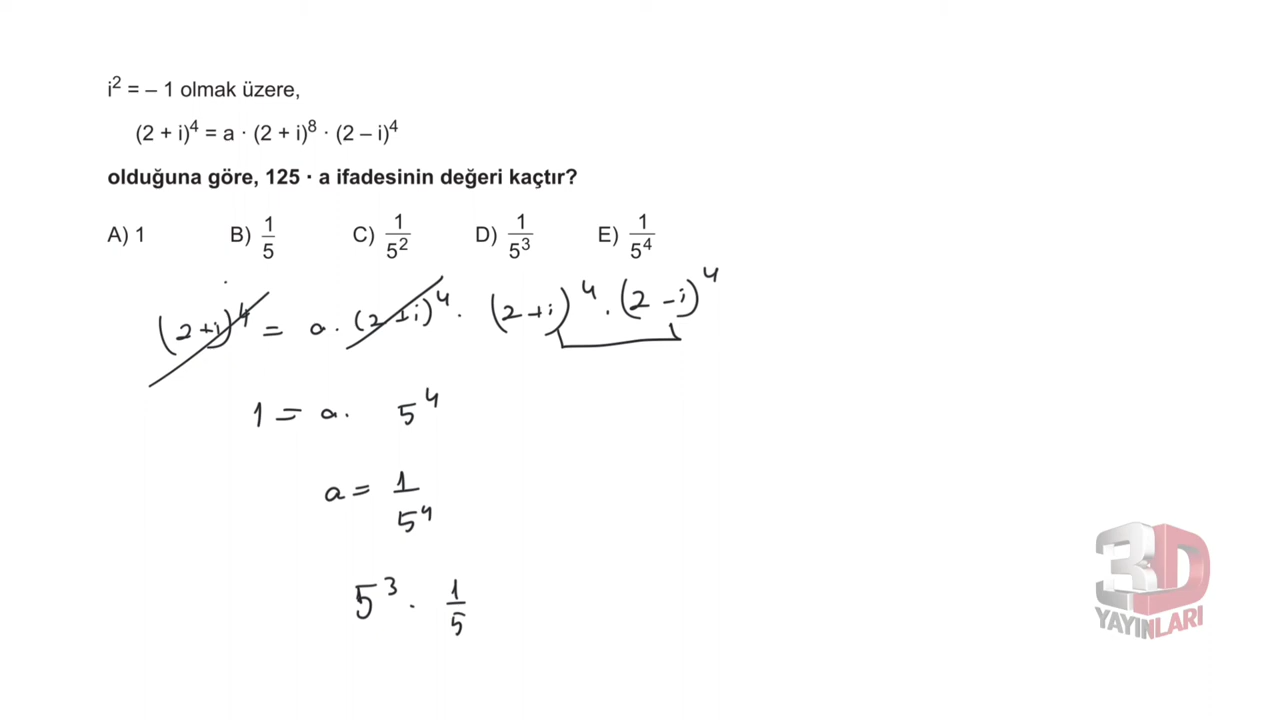 i² = – 1 olmak üzere,
(2 + i)⁴ = a · (2 + i)⁸ · (2 – i)⁴
olduğuna göre, 125 · a ifadesinin değeri kaçtır?
A) 1 B) 1/5 C) 1/5² D) 1/5³ E) 1/5⁴
(2+i)⁴ = a · (2+i)⁴ · (2+i)⁴ · (2-i)⁴
1 = a · 5⁴
a = 1/5⁴
5³ · 1/5
3D
YAYINLARI